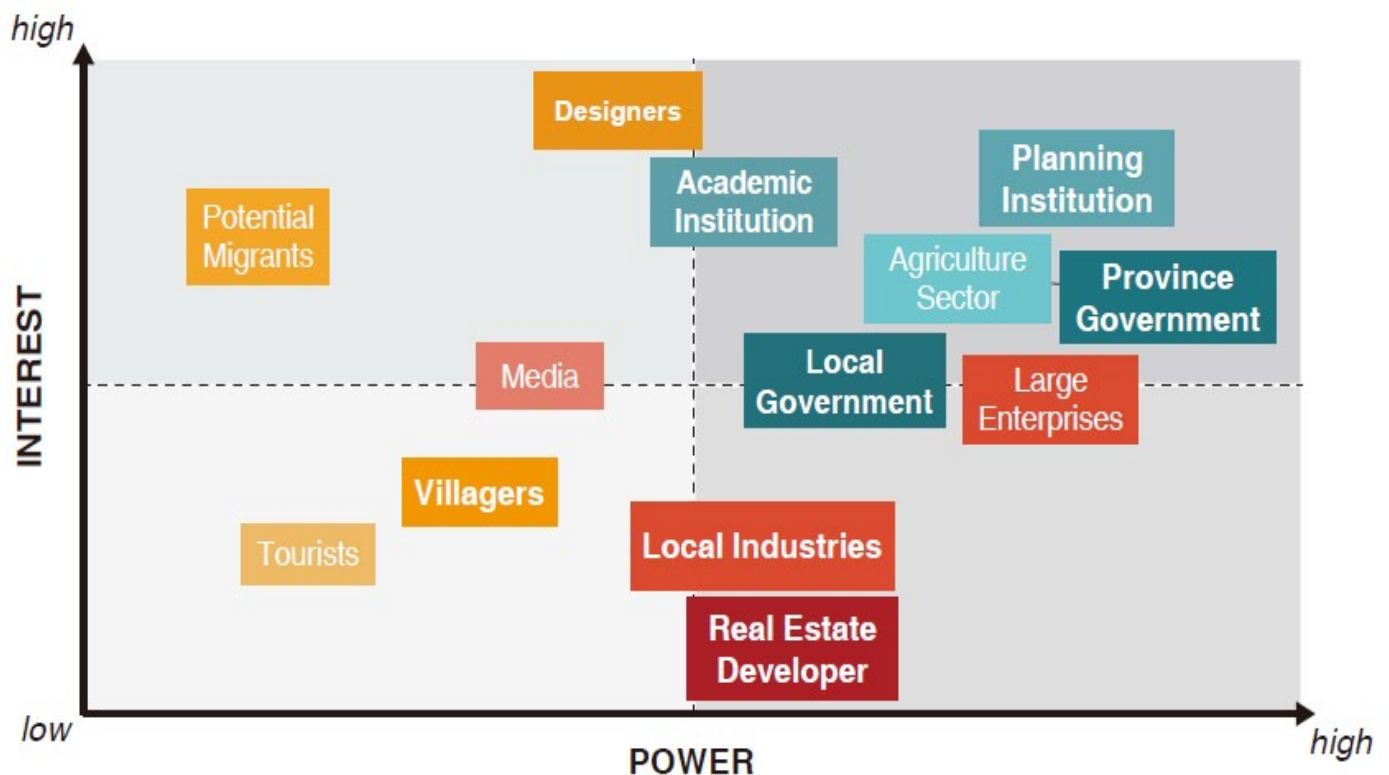 high
Designers
Planning
Institution
Academic
Institution
Potential
Migrants
Agriculture
Sector
Province
Government
INTEREST
Media
Local
Government
Large
Enterprises
Villagers
Local Industries
Tourists
Real Estate
Developer
low
high
POWER